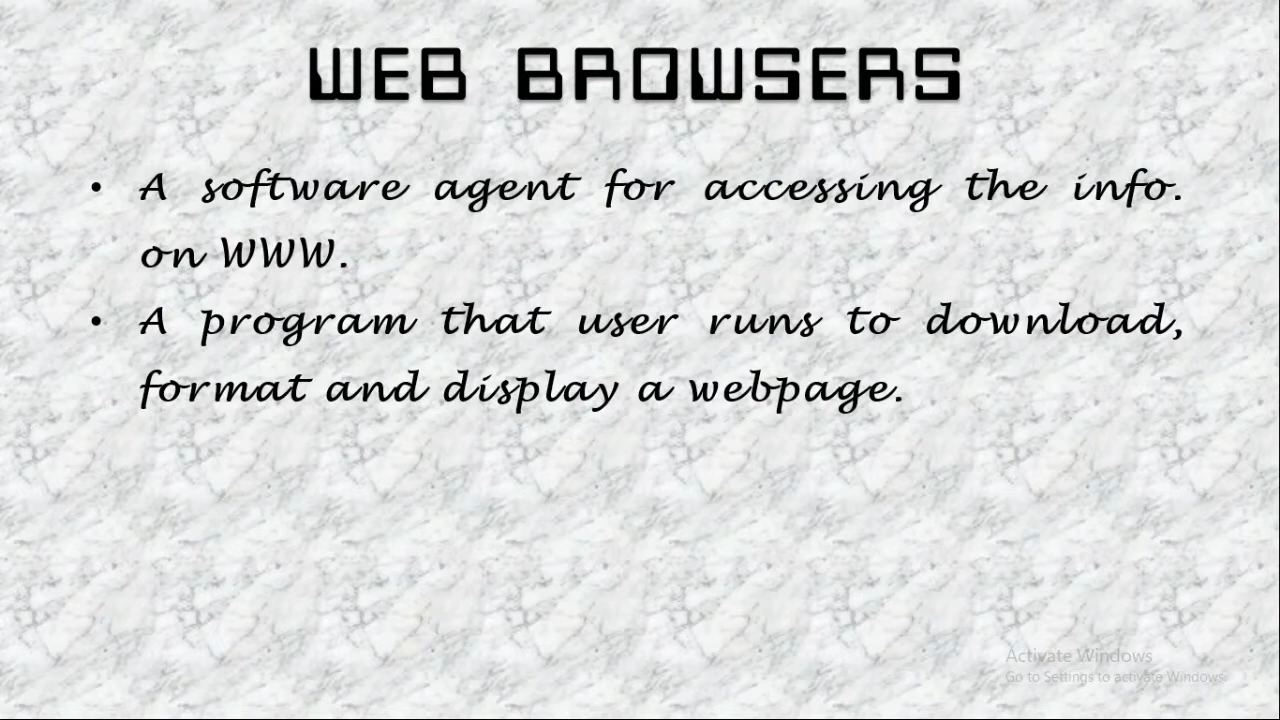 WEB BROWSERS
• A software agent for accessing the info.
on WWW.
• A program that user runs to download,
format and display a webpage.
Activate Windows
Go to Settings to activate Windows.